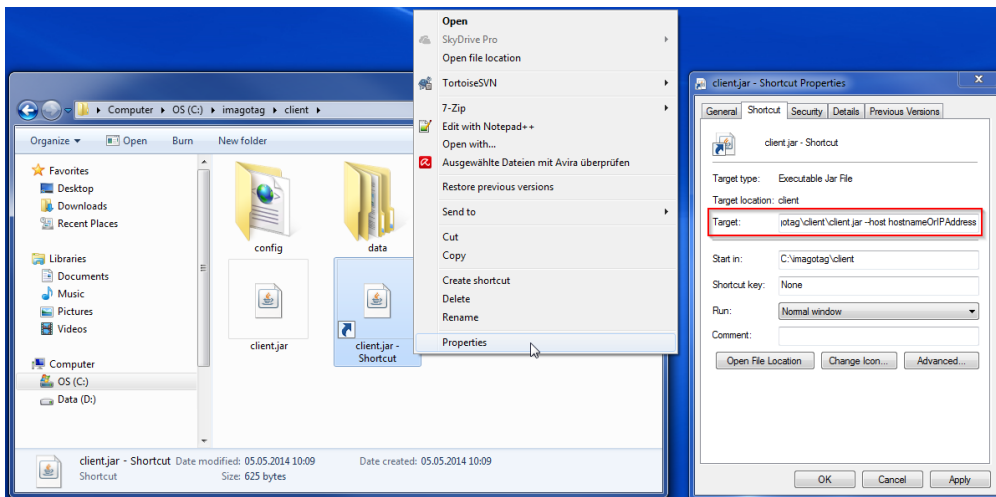 Computer ▸ OS (C:) ▸ imagotag ▸ client ▸
Organize ▾ Open Burn New folder
Favorites
Desktop
Downloads
Recent Places
Libraries
Documents
Music
Pictures
Videos
Computer
OS (C:)
Data (D:)
config
data
client.jar
client.jar -
Shortcut
client.jar - Shortcut Date modified: 05.05.2014 10:09 Date created: 05.05.2014 10:09
Shortcut Size: 625 bytes
Open
SkyDrive Pro
Open file location
TortoiseSVN
7-Zip
Edit with Notepad++
Open with...
Ausgewählte Dateien mit Avira überprüfen
Restore previous versions
Send to
Cut
Copy
Create shortcut
Delete
Rename
Properties
client.jar - Shortcut Properties
General Shortcut Security Details Previous Versions
client.jar - Shortcut
Target type: Executable Jar File
Target location: client
Target: jotag\client\client.jar --host hostnameOrIPAddress
Start in: C:\imagotag\client
Shortcut key: None
Run: Normal window
Comment:
Open File Location Change Icon... Advanced...
OK Cancel Apply